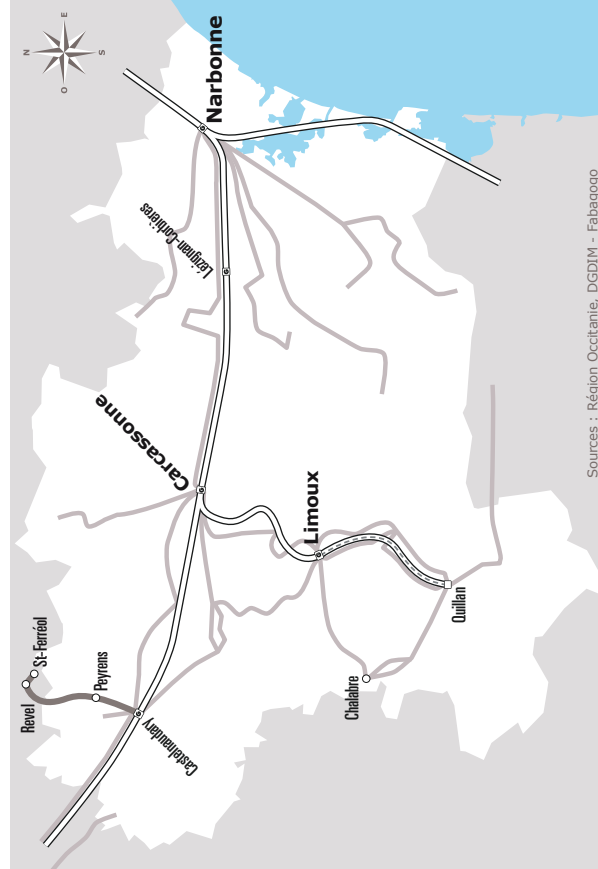 N
E
S
O
Narbonne
Lézignan-Corbières
Carcassonne
Limoux
Quillan
Chalabre
Revel
St-Ferréol
Peyrens
Castelnaudary
Sources : Région Occitanie, DGDIM - Fabagogo